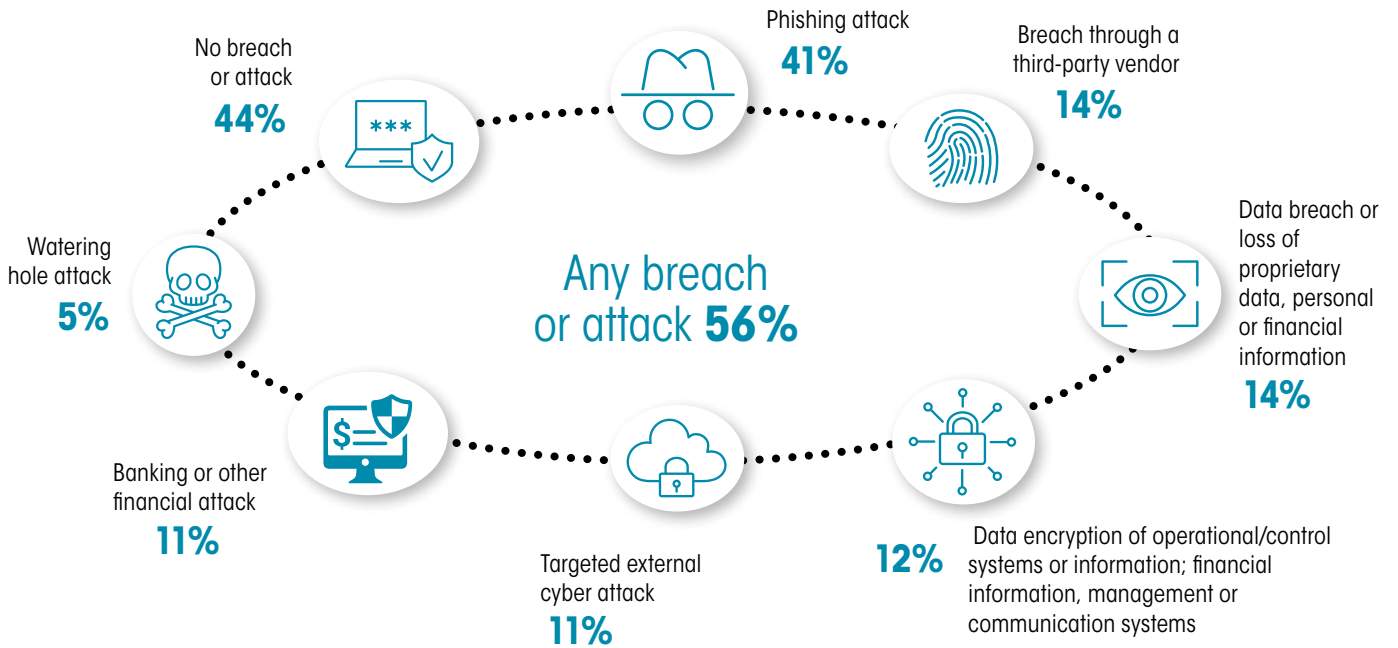 Phishing attack
41%
No breach
or attack
44%
Breach through a
third-party vendor
14%
***
Data breach or
loss of
proprietary
data, personal
or financial
information
14%
Watering
hole attack
5%
Any breach
or attack 56%
$
Banking or other
financial attack
11%
Targeted external
cyber attack
11%
12%
Data encryption of operational/control
systems or information; financial
information, management or
communication systems